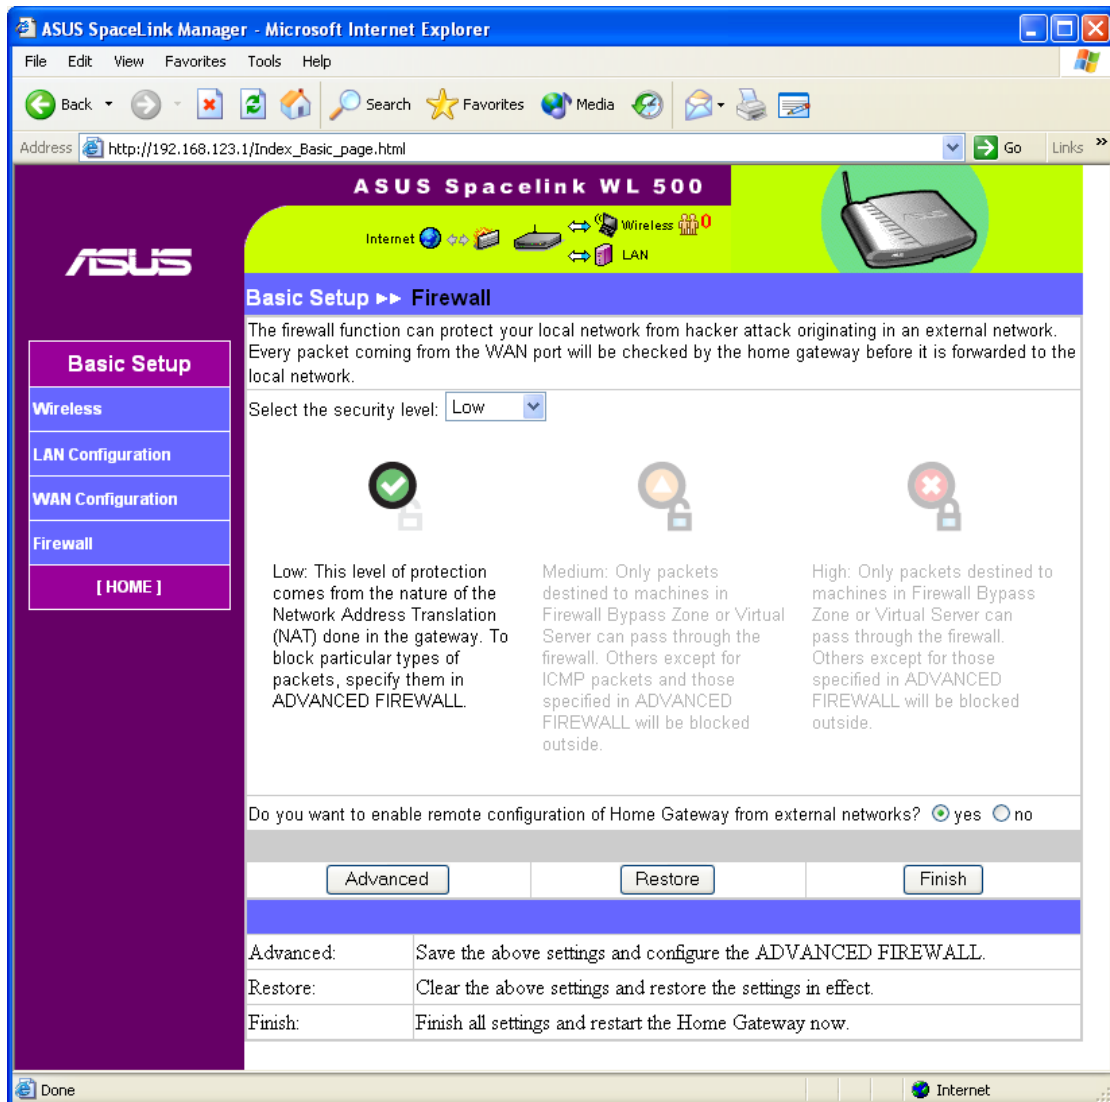 ASUS SpaceLink Manager - Microsoft Internet Explorer
File Edit View Favorites Tools Help
Back Search Favorites Media
Address http://192.168.123.1/Index_Basic_page.html Go Links »
ASUS Spacelink WL 500
Internet Wireless 0
LAN
ASUS
Basic Setup ▸▸ Firewall
The firewall function can protect your local network from hacker attack originating in an external network.
Every packet coming from the WAN port will be checked by the home gateway before it is forwarded to the
local network.
Basic Setup
Wireless
LAN Configuration
WAN Configuration
Firewall
[ HOME ]
Select the security level: Low
Low: This level of protection
comes from the nature of the
Network Address Translation
(NAT) done in the gateway. To
block particular types of
packets, specify them in
ADVANCED FIREWALL.
Medium: Only packets
destined to machines in
Firewall Bypass Zone or Virtual
Server can pass through the
firewall. Others except for
ICMP packets and those
specified in ADVANCED
FIREWALL will be blocked
outside.
High: Only packets destined to
machines in Firewall Bypass
Zone or Virtual Server can
pass through the firewall.
Others except for those
specified in ADVANCED
FIREWALL will be blocked
outside.
Do you want to enable remote configuration of Home Gateway from external networks? yes no
Advanced Restore Finish
Advanced: Save the above settings and configure the ADVANCED FIREWALL.
Restore: Clear the above settings and restore the settings in effect.
Finish: Finish all settings and restart the Home Gateway now.
Done Internet